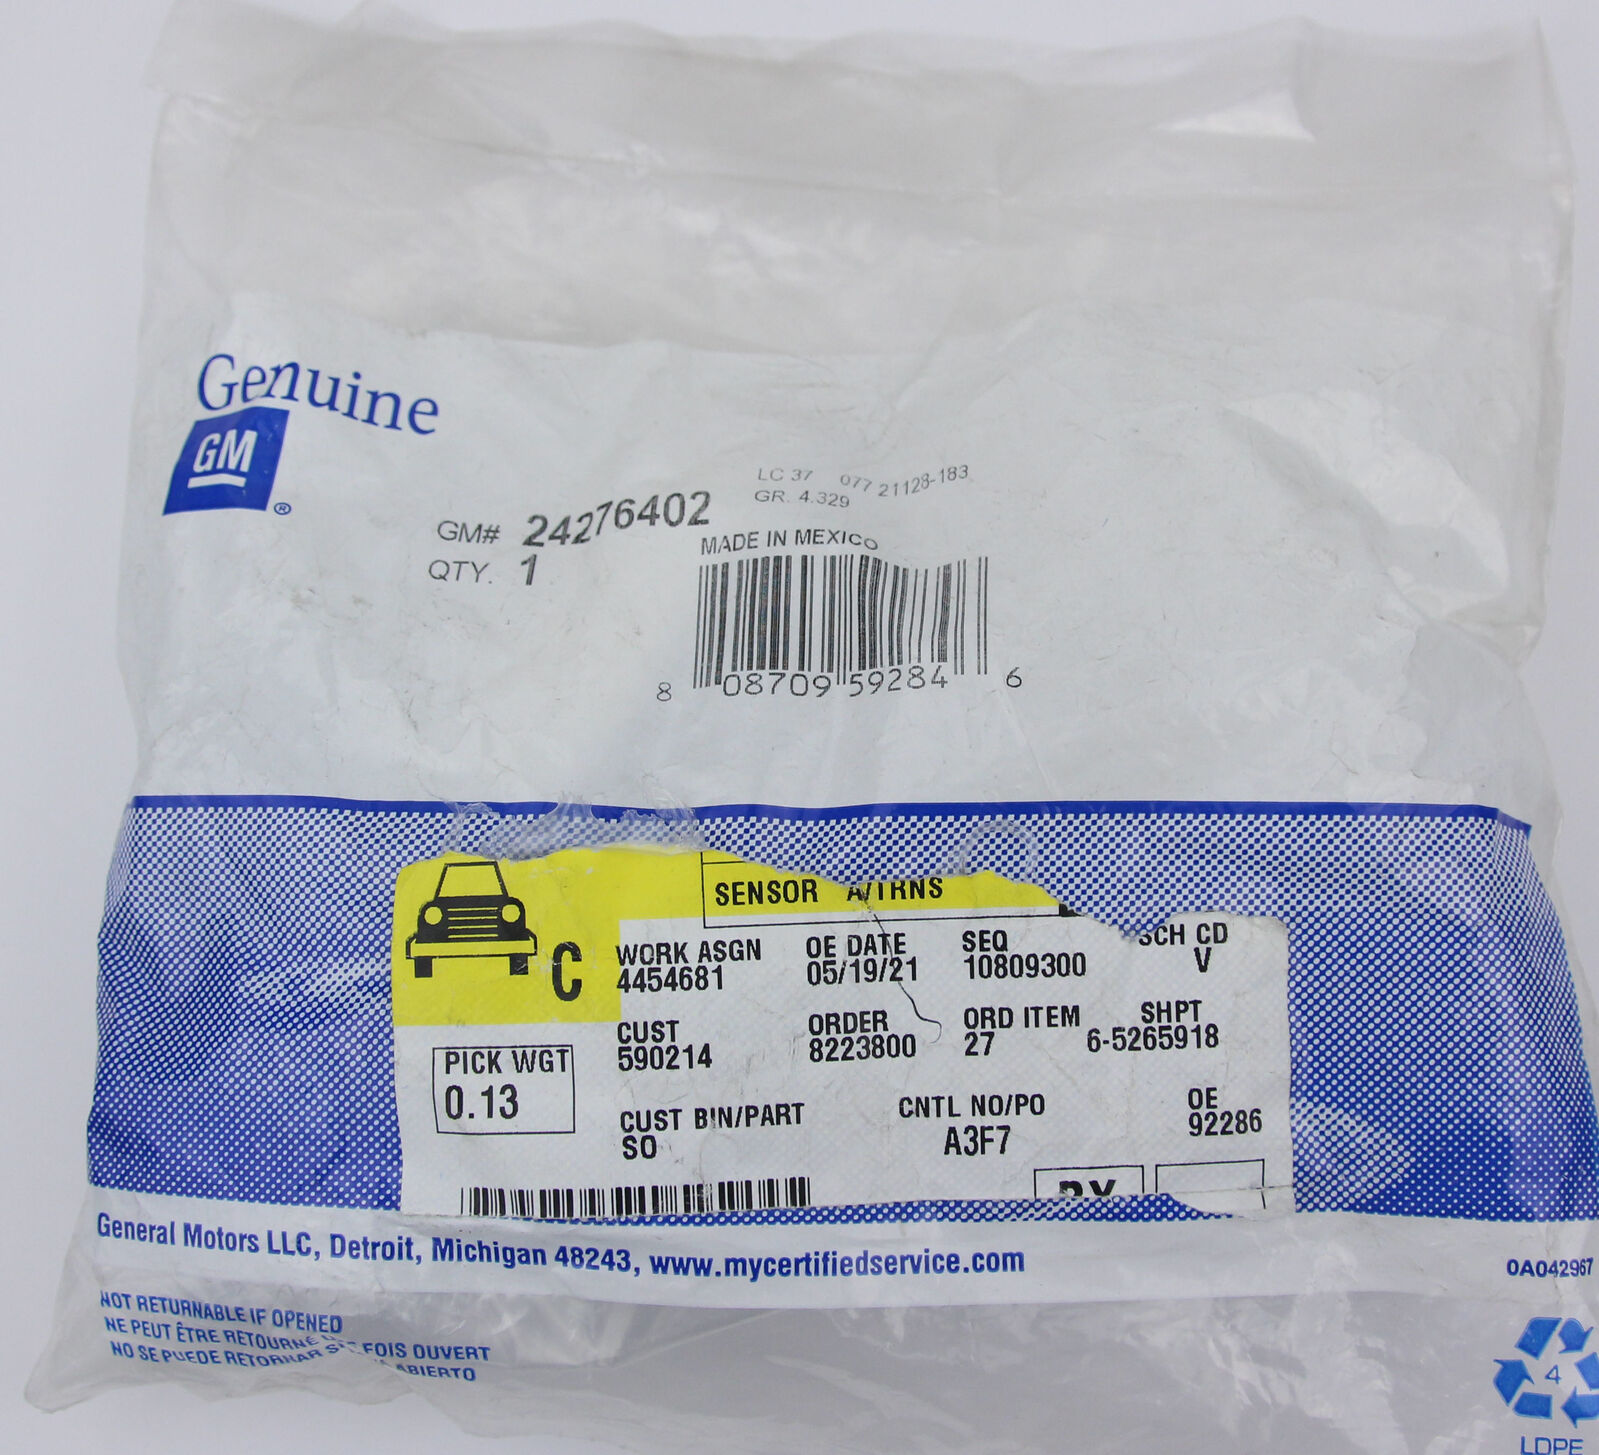 Genuine
GM
®
LC 37 077 21128-183
GR. 4.329
GM# 24276402
MADE IN MEXICO
QTY. 1
8 08709 59284 6
SENSOR A/TRNS
C
WORK ASGN OE DATE SEQ SCH CD
4454681 05/19/21 10809300 V
CUST ORDER ORD ITEM SHPT
590214 8223800 27 6-5265918
PICK WGT
0.13
CUST BIN/PART CNTL NO/PO OE
SO A3F7 92286
General Motors LLC, Detroit, Michigan 48243, www.mycertifiedservice.com
0A042967
NOT RETURNABLE IF OPENED
NE PEUT ÊTRE RETOURNÉ FOIS OUVERT
NO SE PUEDE RETORNAR ABIERTO
4
LDPE